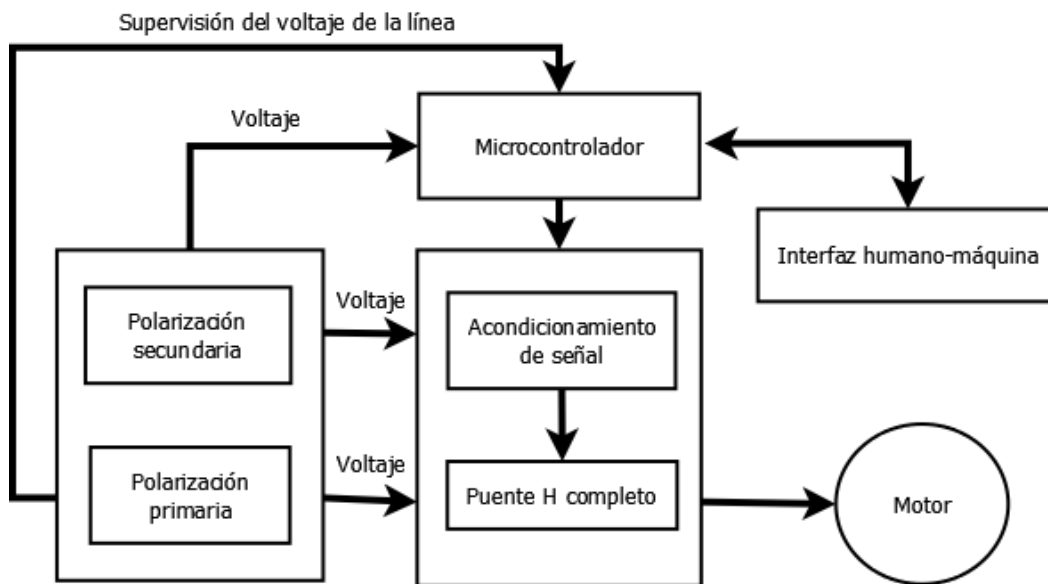 Supervisión del voltaje de la línea
Voltaje
Microcontrolador
Interfaz humano-máquina
Voltaje
Polarización
secundaria
Acondicionamiento
de señal
Voltaje
Polarización
primaria
Puente H completo
Motor